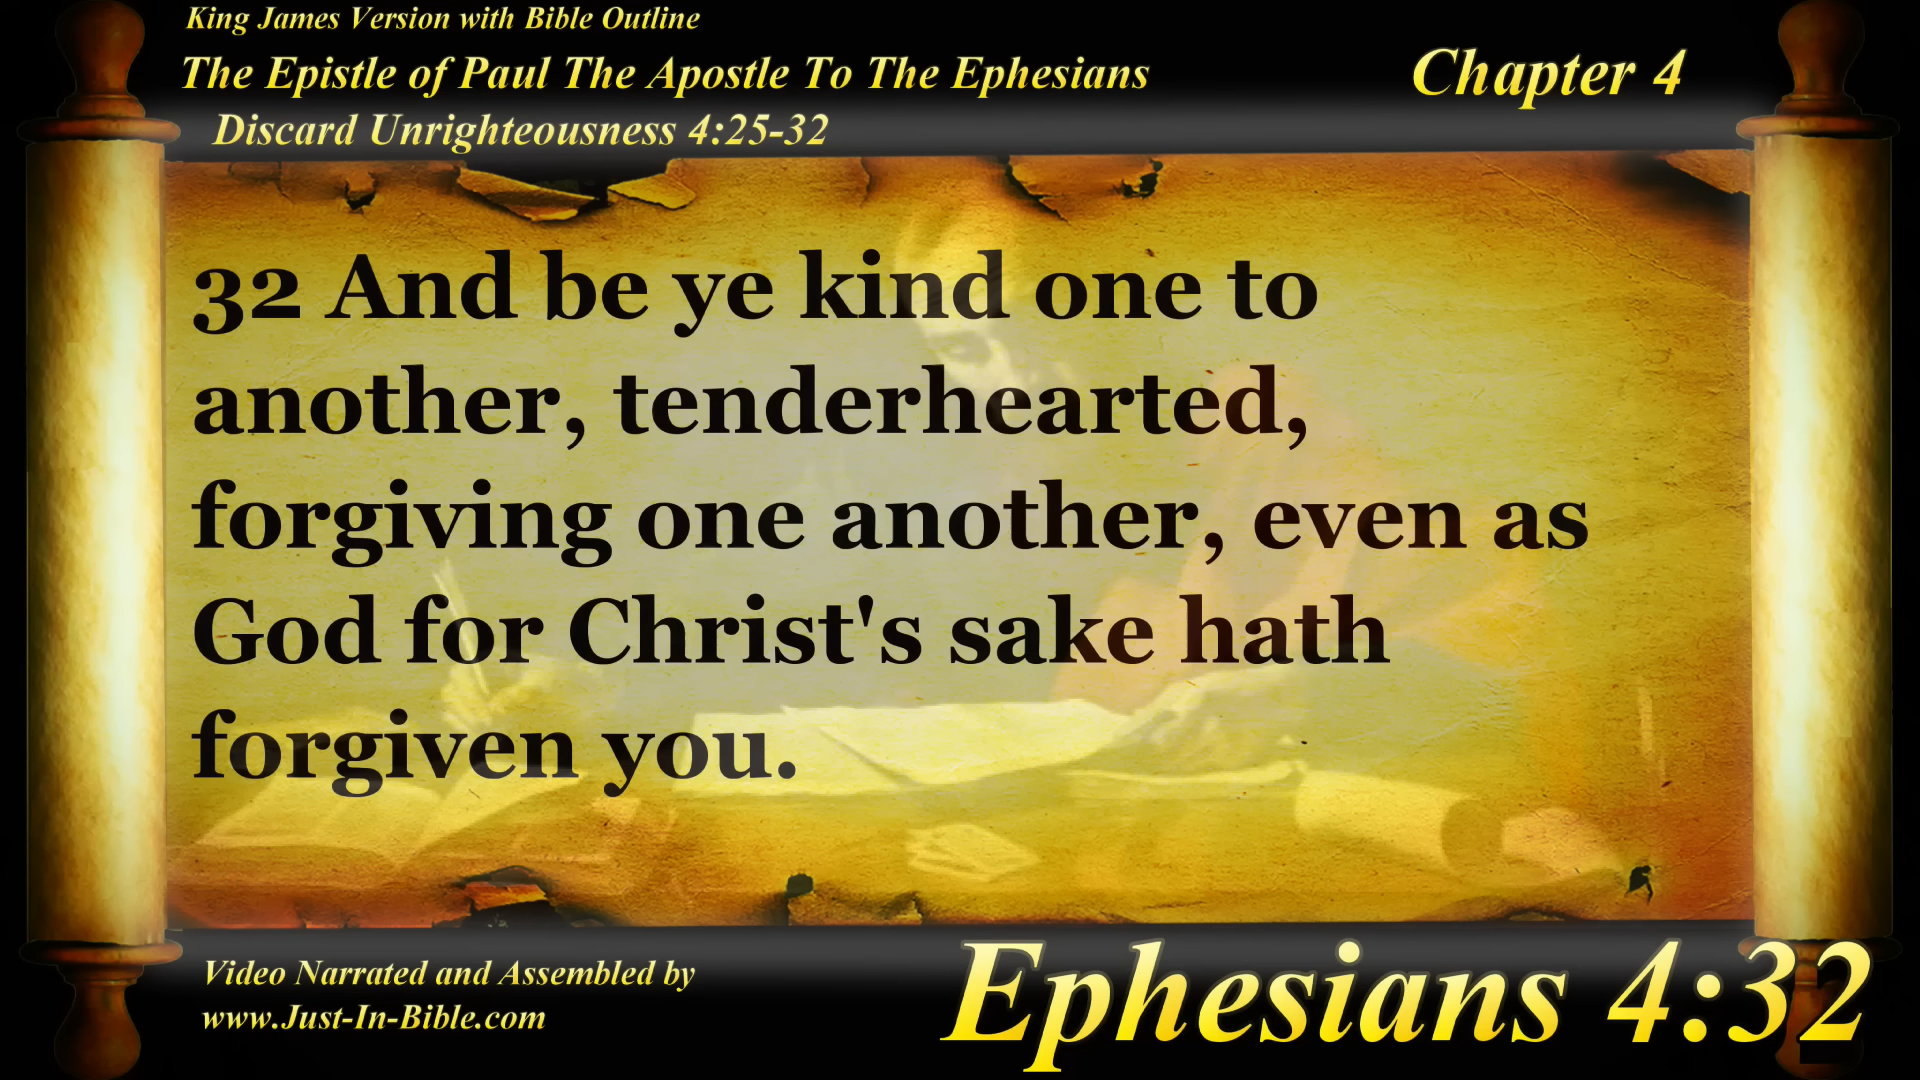 King James Version with Bible Outline
The Epistle of Paul The Apostle To The Ephesians
Chapter 4
Discard Unrighteousness 4:25-32
32 And be ye kind one to
another, tenderhearted,
forgiving one another, even as
God for Christ's sake hath
forgiven you.
Video Narrated and Assembled by
www.Just-In-Bible.com
Ephesians 4:32